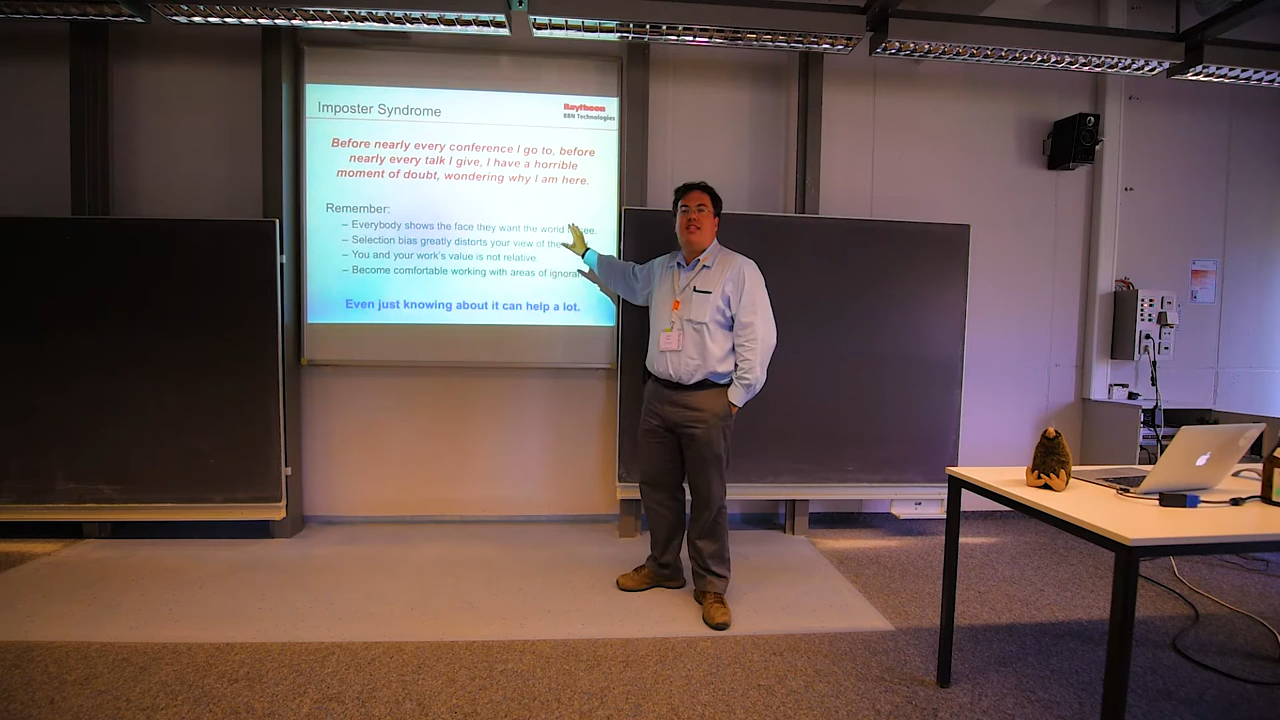 Imposter Syndrome
Raytheon
BBN Technologies
Before nearly every conference I go to, before
nearly every talk I give, I have a horrible
moment of doubt, wondering why I am here.
Remember:
– Everybody shows the face they want the world see.
– Selection bias greatly distorts your view of the
– You and your work's value is not relative.
– Become comfortable working with areas of ignoran
Even just knowing about it can help a lot.